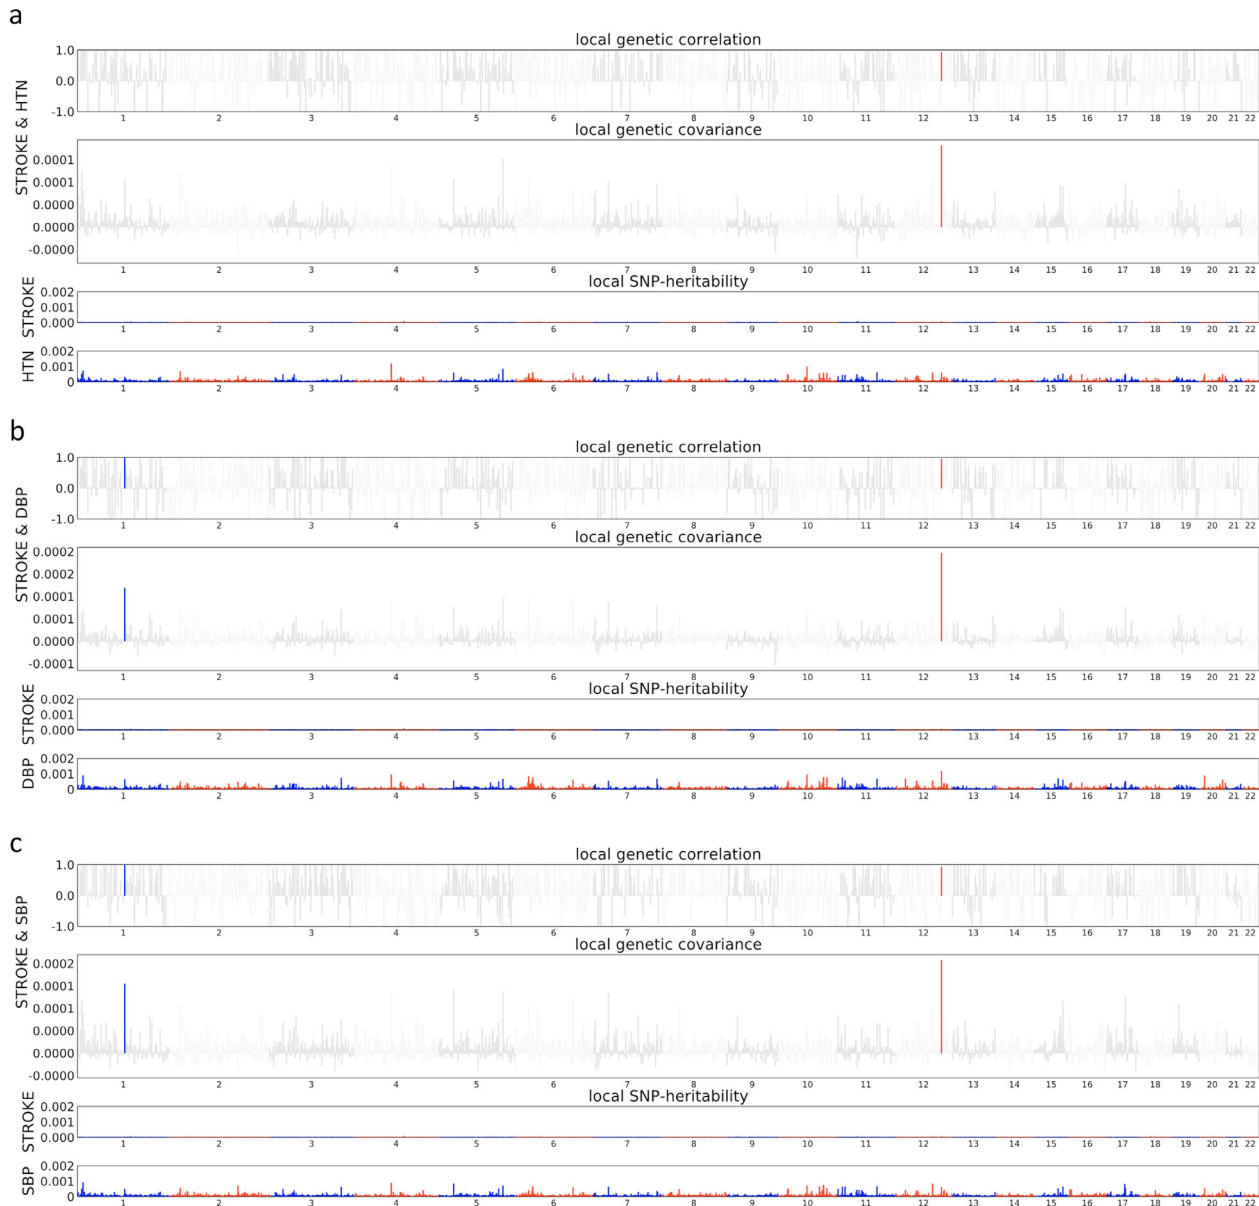 a
local genetic correlation
STROKE & HTN
1.0
0.0
-1.0
1 2 3 4 5 6 7 8 9 10 11 12 13 14 15 16 17 18 19 20 21 22
local genetic covariance
0.0001
0.0001
0.0000
0.0000
-0.0000
1 2 3 4 5 6 7 8 9 10 11 12 13 14 15 16 17 18 19 20 21 22
local SNP-heritability
STROKE
0.002
0.001
0.000
1 2 3 4 5 6 7 8 9 10 11 12 13 14 15 16 17 18 19 20 21 22
HTN
0.002
0.001
0
1 2 3 4 5 6 7 8 9 10 11 12 13 14 15 16 17 18 19 20 21 22
b
local genetic correlation
STROKE & DBP
1.0
0.0
-1.0
1 2 3 4 5 6 7 8 9 10 11 12 13 14 15 16 17 18 19 20 21 22
local genetic covariance
0.0002
0.0002
0.0001
0.0001
0.0000
-0.0001
1 2 3 4 5 6 7 8 9 10 11 12 13 14 15 16 17 18 19 20 21 22
local SNP-heritability
STROKE
0.002
0.001
0.000
1 2 3 4 5 6 7 8 9 10 11 12 13 14 15 16 17 18 19 20 21 22
DBP
0.002
0.001
0
1 2 3 4 5 6 7 8 9 10 11 12 13 14 15 16 17 18 19 20 21 22
c
local genetic correlation
STROKE & SBP
1.0
0.0
-1.0
1 2 3 4 5 6 7 8 9 10 11 12 13 14 15 16 17 18 19 20 21 22
local genetic covariance
0.0002
0.0001
0.0001
0.0000
0.0000
-0.0000
1 2 3 4 5 6 7 8 9 10 11 12 13 14 15 16 17 18 19 20 21 22
local SNP-heritability
STROKE
0.002
0.001
0.000
1 2 3 4 5 6 7 8 9 10 11 12 13 14 15 16 17 18 19 20 21 22
SBP
0.002
0.001
0
1 2 3 4 5 6 7 8 9 10 11 12 13 14 15 16 17 18 19 20 21 22